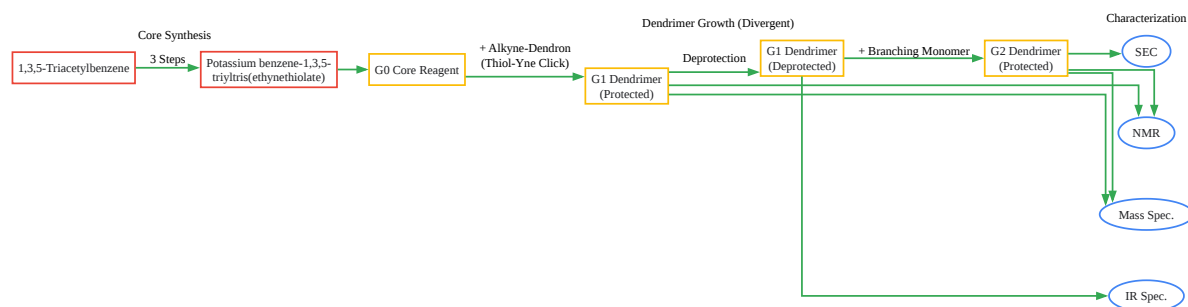 Core Synthesis
Dendrimer Growth (Divergent)
Characterization
1,3,5-Triacetylbenzene
3 Steps
Potassium benzene-1,3,5-
triyltris(ethynethiolate)
G0 Core Reagent
+ Alkyne-Dendron
(Thiol-Yne Click)
G1 Dendrimer
(Protected)
Deprotection
G1 Dendrimer
(Deprotected)
+ Branching Monomer
G2 Dendrimer
(Protected)
SEC
NMR
Mass Spec.
IR Spec.